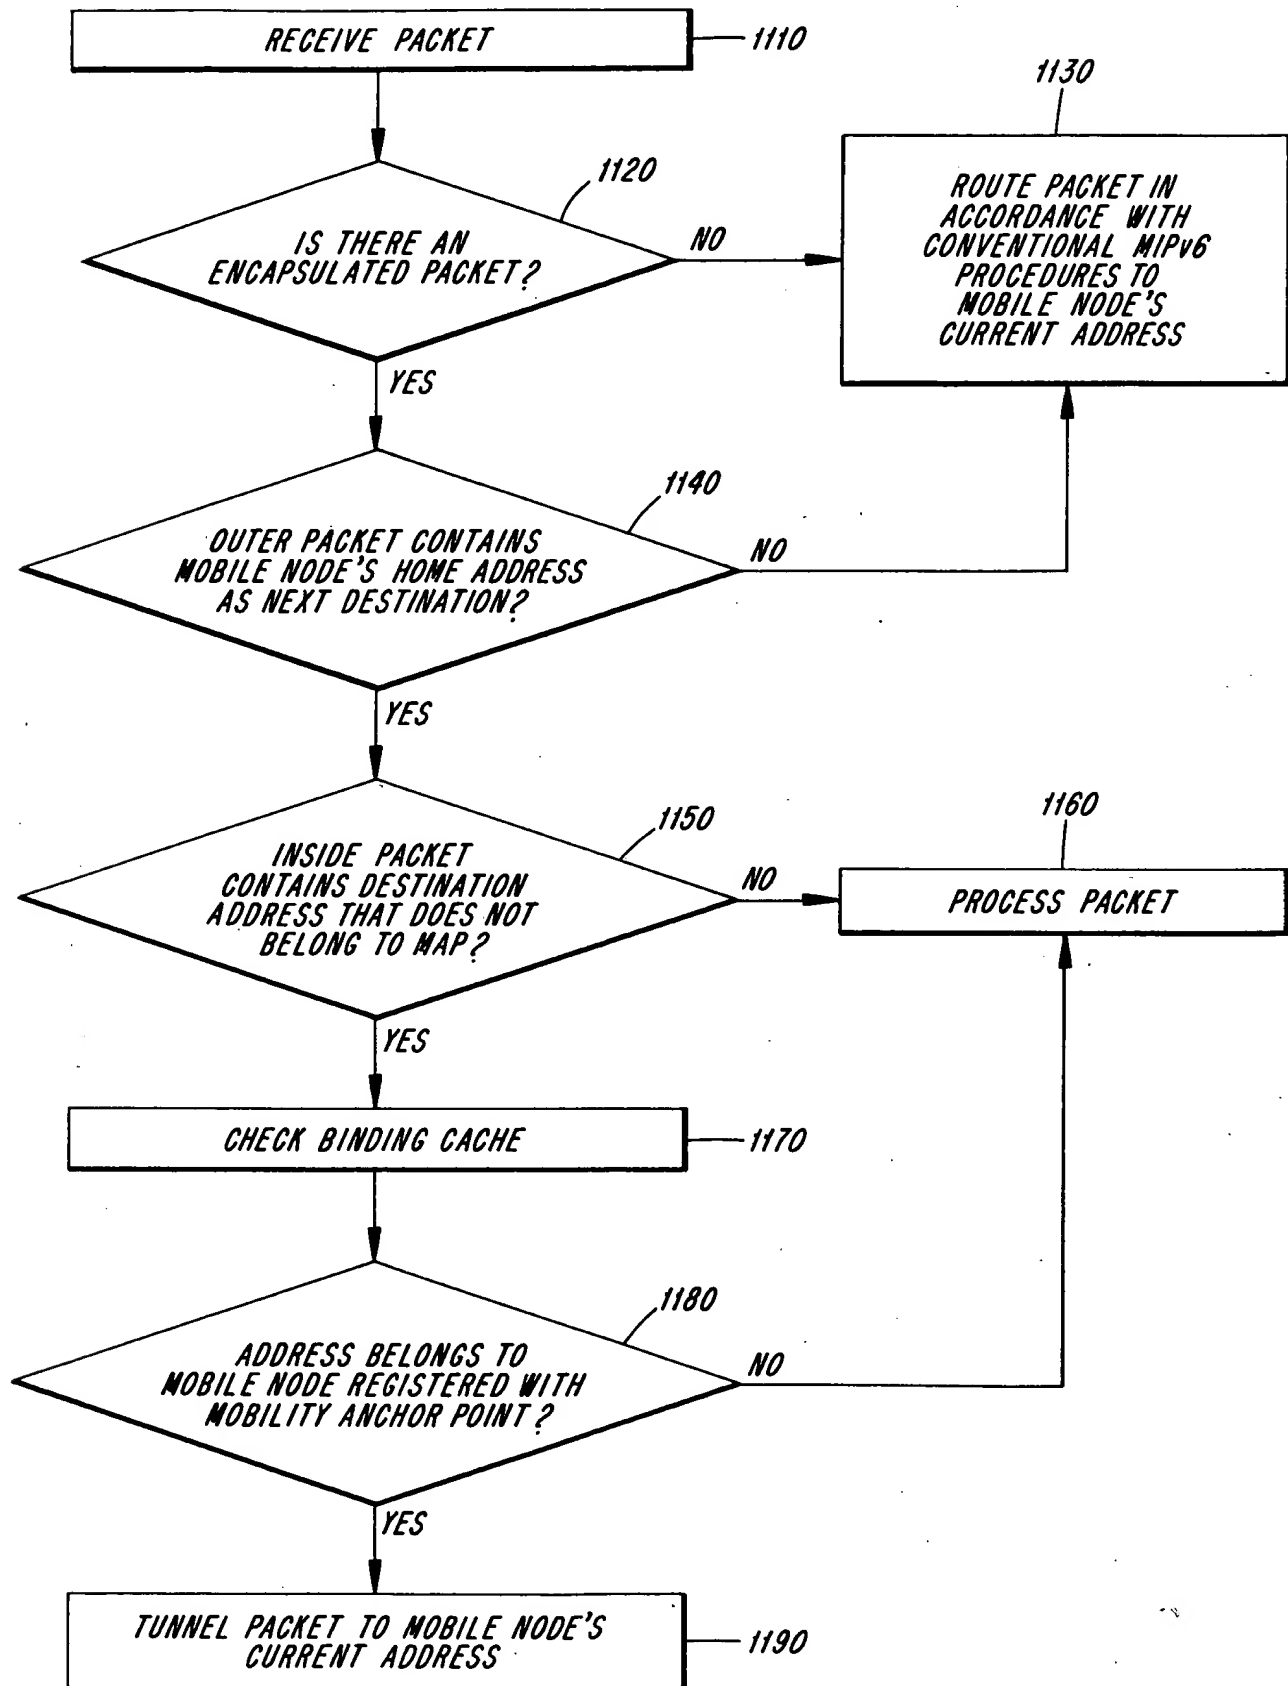 RECEIVE PACKET
1110
1130
ROUTE PACKET IN
ACCORDANCE WITH
CONVENTIONAL MIPv6
PROCEDURES TO
MOBILE NODE'S
CURRENT ADDRESS
1120
IS THERE AN
ENCAPSULATED PACKET?
NO
YES
1140
OUTER PACKET CONTAINS
MOBILE NODE'S HOME ADDRESS
AS NEXT DESTINATION?
NO
YES
1150
INSIDE PACKET
CONTAINS DESTINATION
ADDRESS THAT DOES NOT
BELONG TO MAP?
NO
1160
PROCESS PACKET
YES
CHECK BINDING CACHE
1170
1180
ADDRESS BELONGS TO
MOBILE NODE REGISTERED WITH
MOBILITY ANCHOR POINT?
NO
YES
TUNNEL PACKET TO MOBILE NODE'S
CURRENT ADDRESS
1190